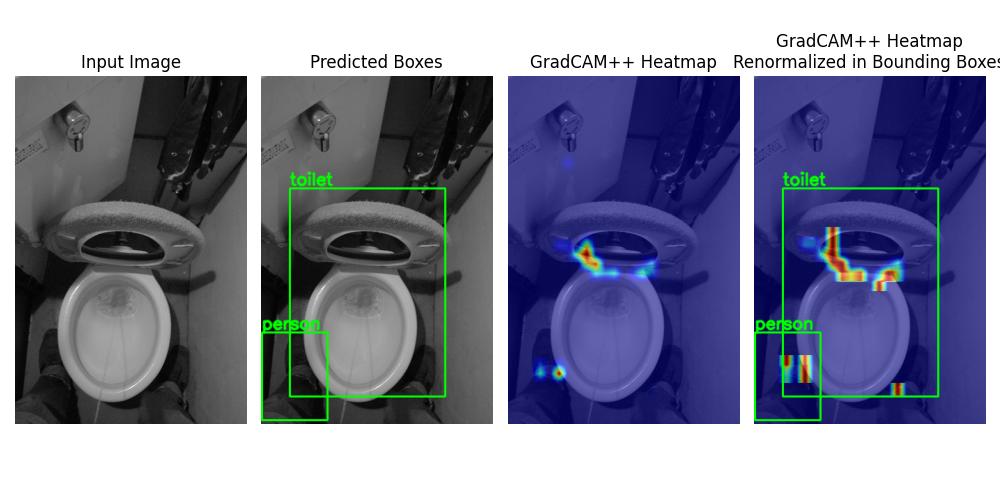 Input Image
Predicted Boxes
GradCAM++ Heatmap
GradCAM++ Heatmap
Renormalized in Bounding Boxes
toilet
person
toilet
person